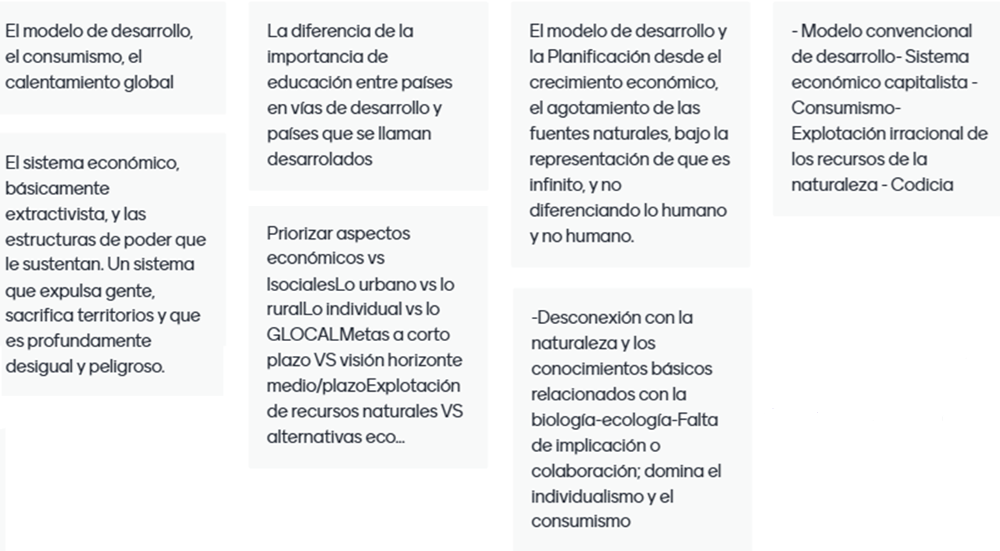 El modelo de desarrollo,
el consumismo, el
calentamiento global
El sistema económico,
básicamente
extractivista, y las
estructuras de poder que
le sustentan. Un sistema
que expulsa gente,
sacrifica territorios y que
es profundamente
desigual y peligroso.
La diferencia de la
importancia de
educación entre países
en vías de desarrollo y
países que se llaman
desarrolados
Priorizar aspectos
económicos vs
lsocialesLo urbano vs lo
ruralLo individual vs lo
GLOCALMetas a corto
plazo VS visión horizonte
medio/plazoExplotación
de recursos naturales VS
alternativas eco...
El modelo de desarrollo y
la Planificación desde el
crecimiento económico,
el agotamiento de las
fuentes naturales, bajo la
representación de que es
infinito, y no
diferenciando lo humano
y no humano.
-Desconexión con la
naturaleza y los
conocimientos básicos
relacionados con la
biología-ecología-Falta
de implicación o
colaboración; domina el
individualismo y el
consumismo
- Modelo convencional
de desarrollo- Sistema
económico capitalista -
Consumismo-
Explotación irracional de
los recursos de la
naturaleza - Codicia